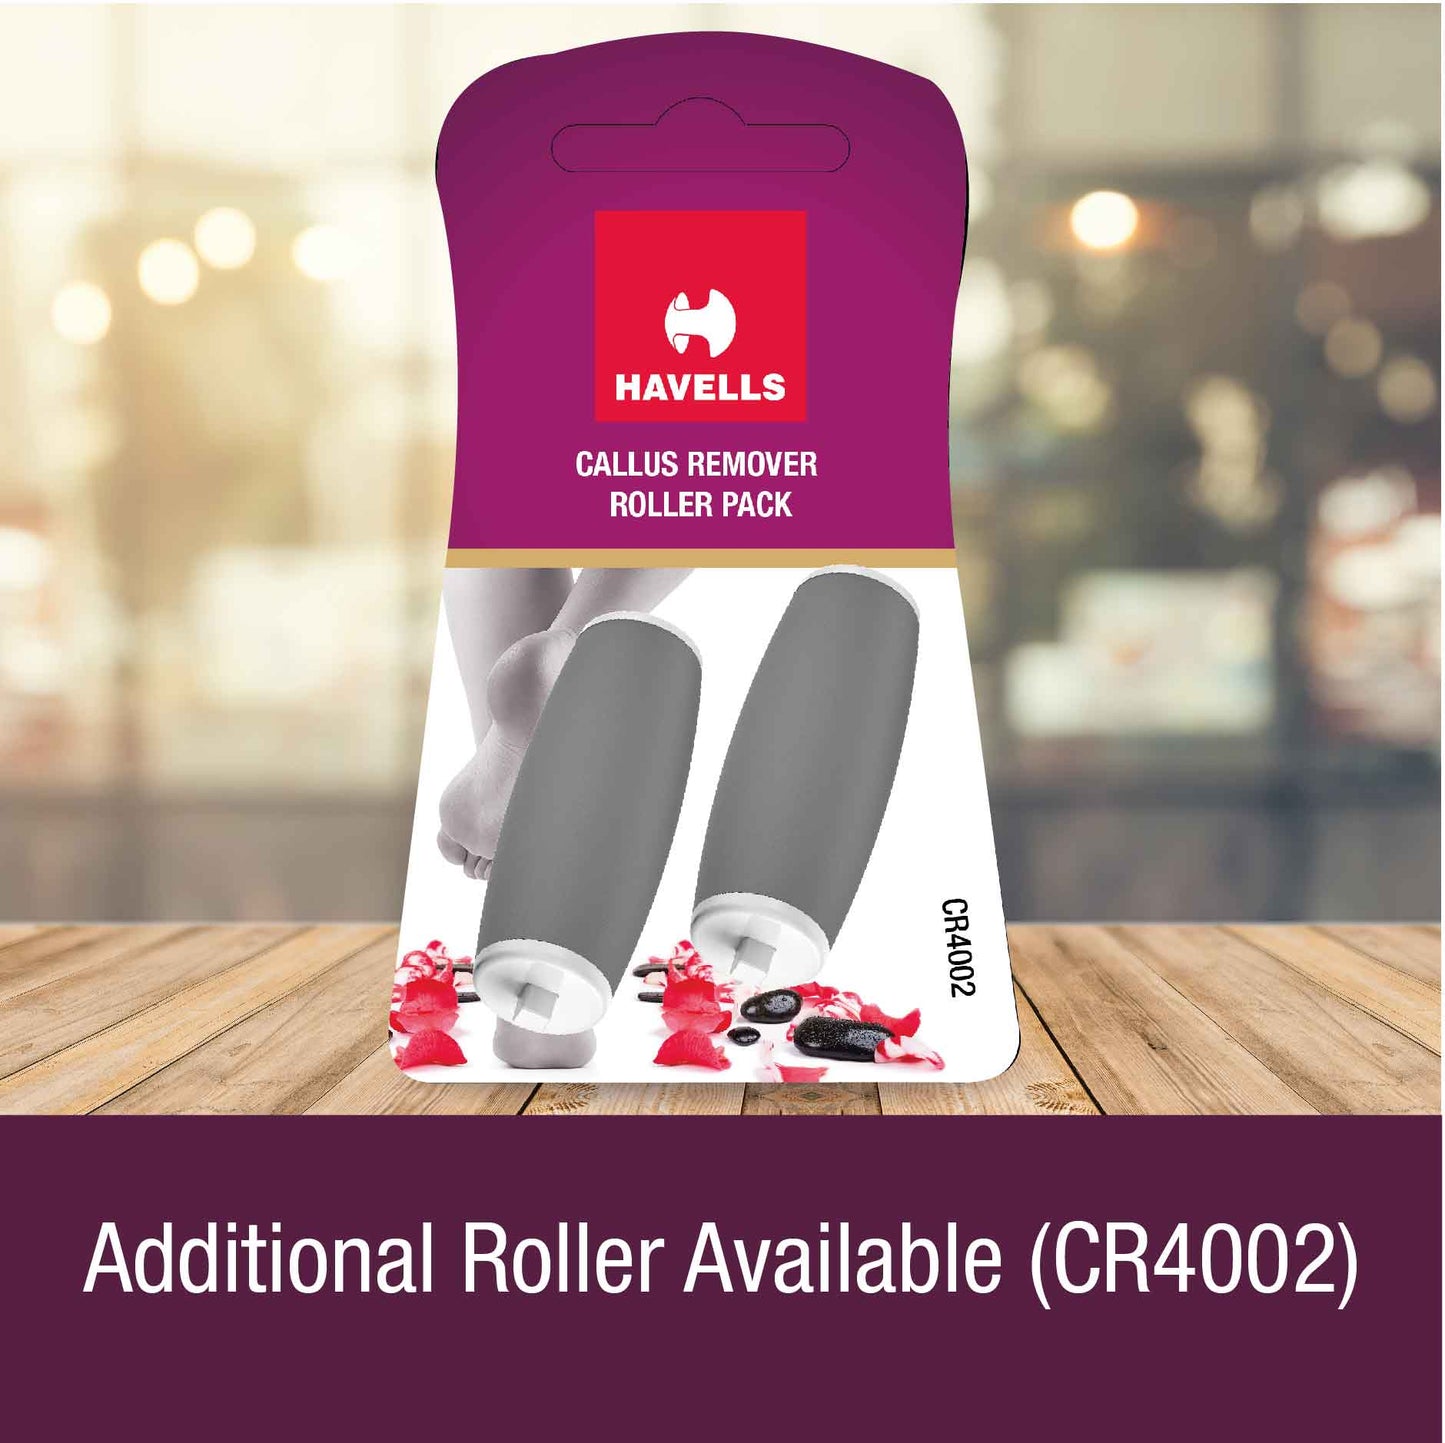 HAVELLS
CALLUS REMOVER
ROLLER PACK
CR4002
Additional Roller Available (CR4002)